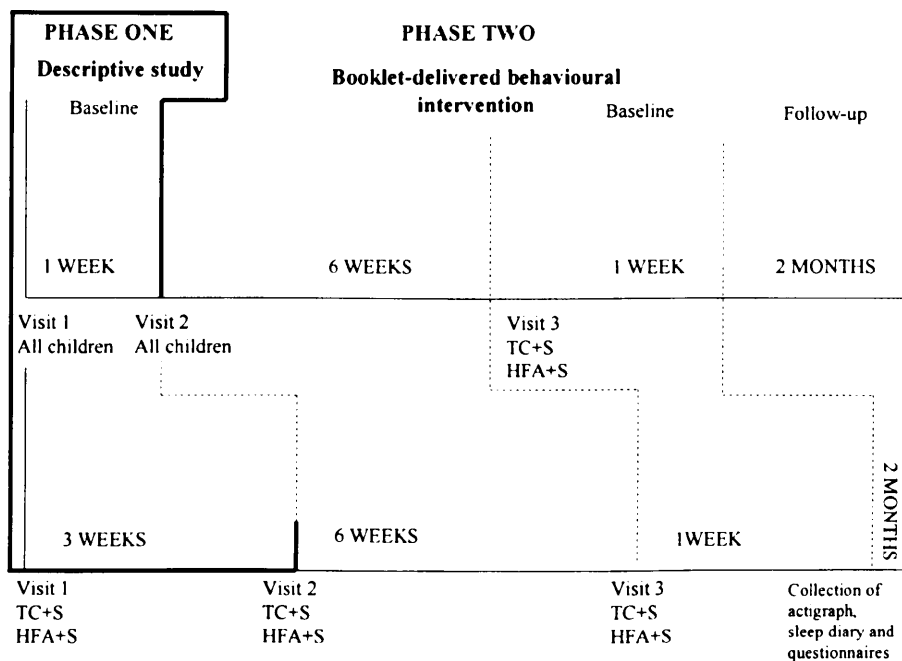 PHASE ONE
Descriptive study
Baseline
PHASE TWO
Booklet-delivered behavioural
intervention
Baseline
Follow-up
1 WEEK
6 WEEKS
1 WEEK
2 MONTHS
Visit 1
All children
Visit 2
All children
Visit 3
TC+S
HFA+S
3 WEEKS
6 WEEKS
1WEEK
2 MONTHS
Visit 1
TC+S
HFA+S
Visit 2
TC+S
HFA+S
Visit 3
TC+S
HFA+S
Collection of
actigraph,
sleep diary and
questionnaires